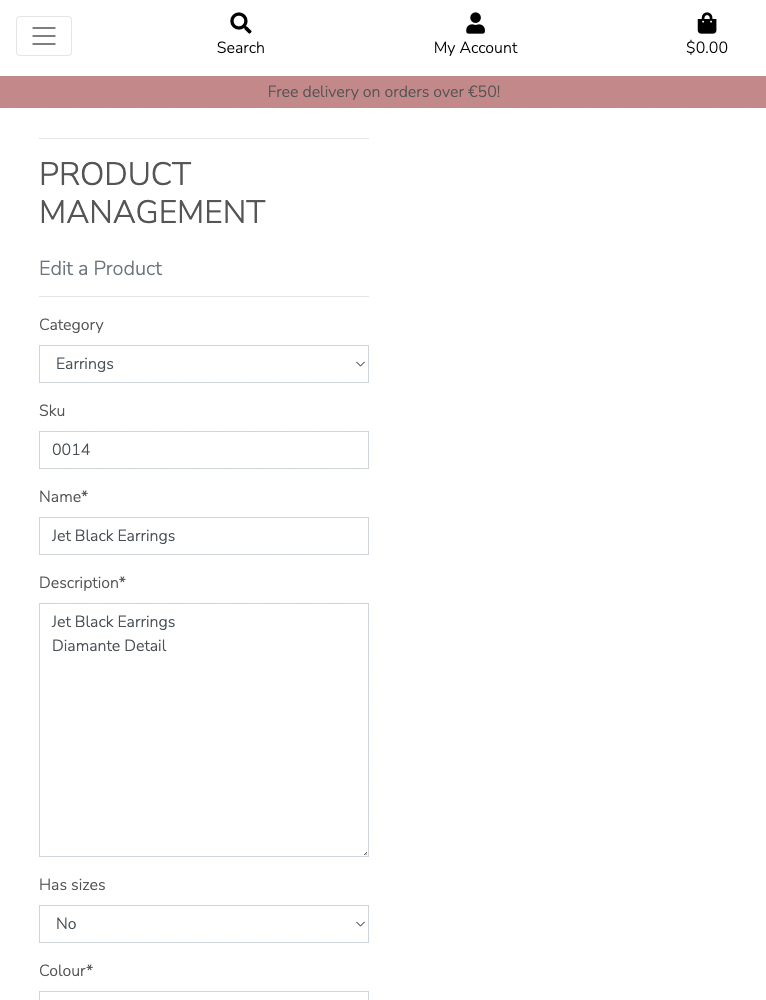 Search
My Account
$0.00
Free delivery on orders over €50!
PRODUCT
MANAGEMENT
Edit a Product
Category
Earrings
Sku
0014
Name*
Jet Black Earrings
Description*
Jet Black Earrings
Diamante Detail
Has sizes
No
Colour*